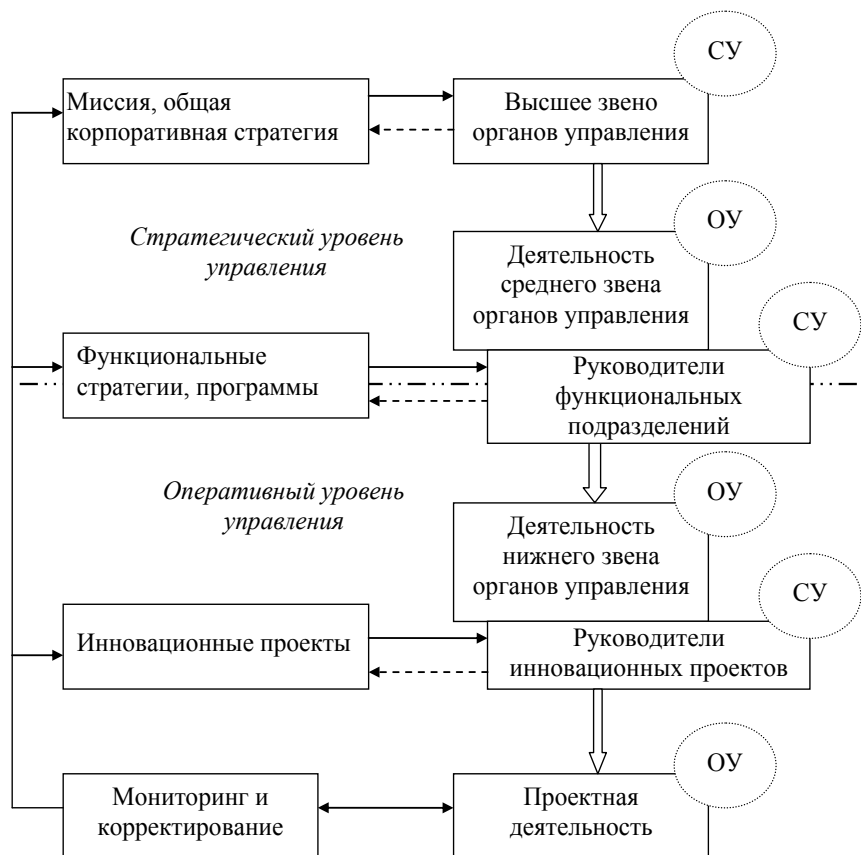 СУ
Миссия, общая
корпоративная стратегия
Высшее звено
органов управления
Стратегический уровень
управления
ОУ
Деятельность
среднего звена
органов управления
СУ
Функциональные
стратегии, программы
Руководители
функциональных
подразделений
Оперативный уровень
управления
ОУ
Деятельность
нижнего звена
органов управления
СУ
Инновационные проекты
Руководители
инновационных проектов
ОУ
Мониторинг и
корректирование
Проектная
деятельность